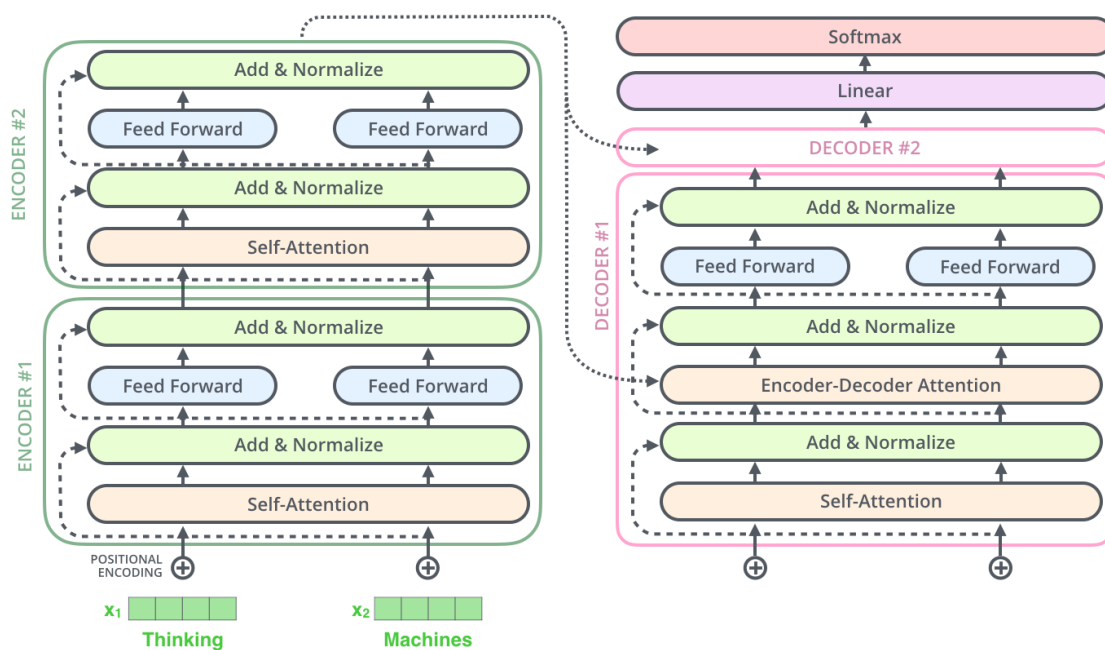 ENCODER #2
Add & Normalize
Feed Forward
Feed Forward
Add & Normalize
Self-Attention
ENCODER #1
Add & Normalize
Feed Forward
Feed Forward
Add & Normalize
Self-Attention
POSITIONAL
ENCODING
x₁
x₂
Thinking
Machines
Softmax
Linear
DECODER #2
DECODER #1
Add & Normalize
Feed Forward
Feed Forward
Add & Normalize
Encoder-Decoder Attention
Add & Normalize
Self-Attention